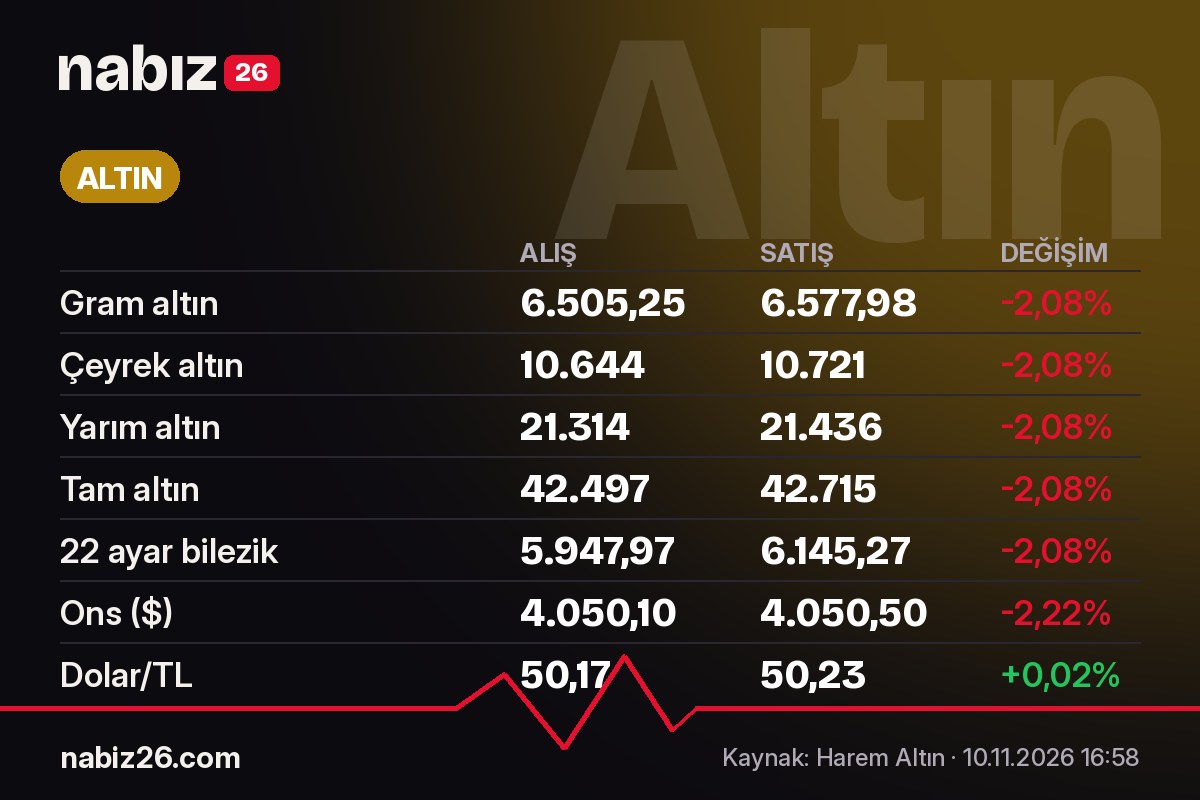 nabız 26
Altın
ALTIN
ALIŞ SATIŞ DEĞİŞİM
Gram altın 6.505,25 6.577,98 -2,08%
Çeyrek altın 10.644 10.721 -2,08%
Yarım altın 21.314 21.436 -2,08%
Tam altın 42.497 42.715 -2,08%
22 ayar bilezik 5.947,97 6.145,27 -2,08%
Ons ($) 4.050,10 4.050,50 -2,22%
Dolar/TL 50,17 50,23 +0,02%
nabiz26.com Kaynak: Harem Altın · 10.11.2026 16:58